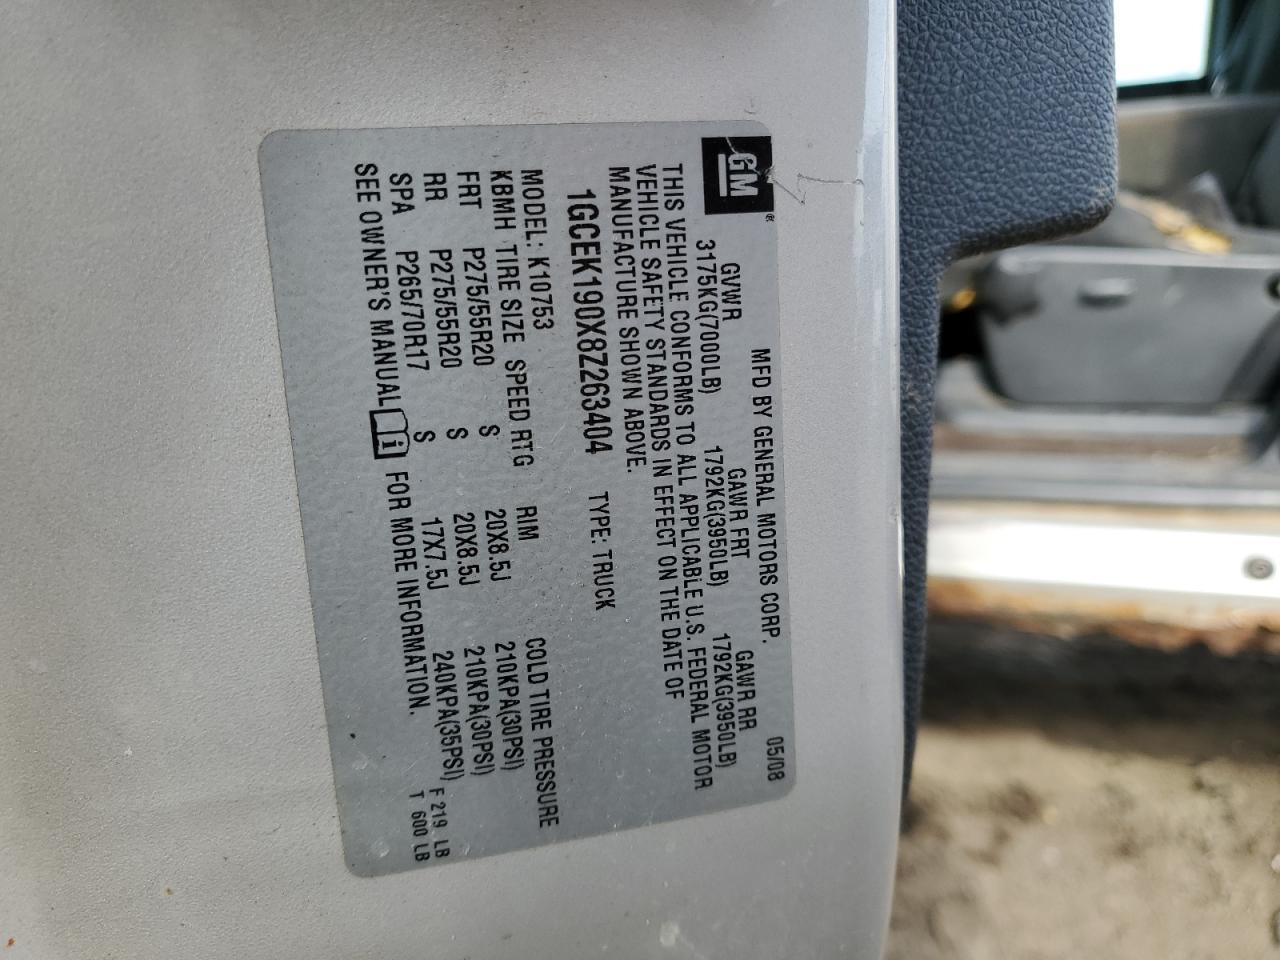 GM ®
MFD BY GENERAL MOTORS CORP. 05/08
GVWR GAWR FRT GAWR RR
3175KG(7000LB) 1792KG(3950LB) 1792KG(3950LB)
THIS VEHICLE CONFORMS TO ALL APPLICABLE U.S. FEDERAL MOTOR
VEHICLE SAFETY STANDARDS IN EFFECT ON THE DATE OF
MANUFACTURE SHOWN ABOVE.
1GCEK190X8Z263404 TYPE: TRUCK
MODEL: K10753
KBMH TIRE SIZE SPEED RTG RIM COLD TIRE PRESSURE
FRT P275/55R20 S 20X8.5J 210KPA(30PSI)
RR P275/55R20 S 20X8.5J 210KPA(30PSI)
SPA P265/70R17 S 17X7.5J 240KPA(35PSI)
SEE OWNER'S MANUAL i FOR MORE INFORMATION.
F 219 LB
T 600 LB